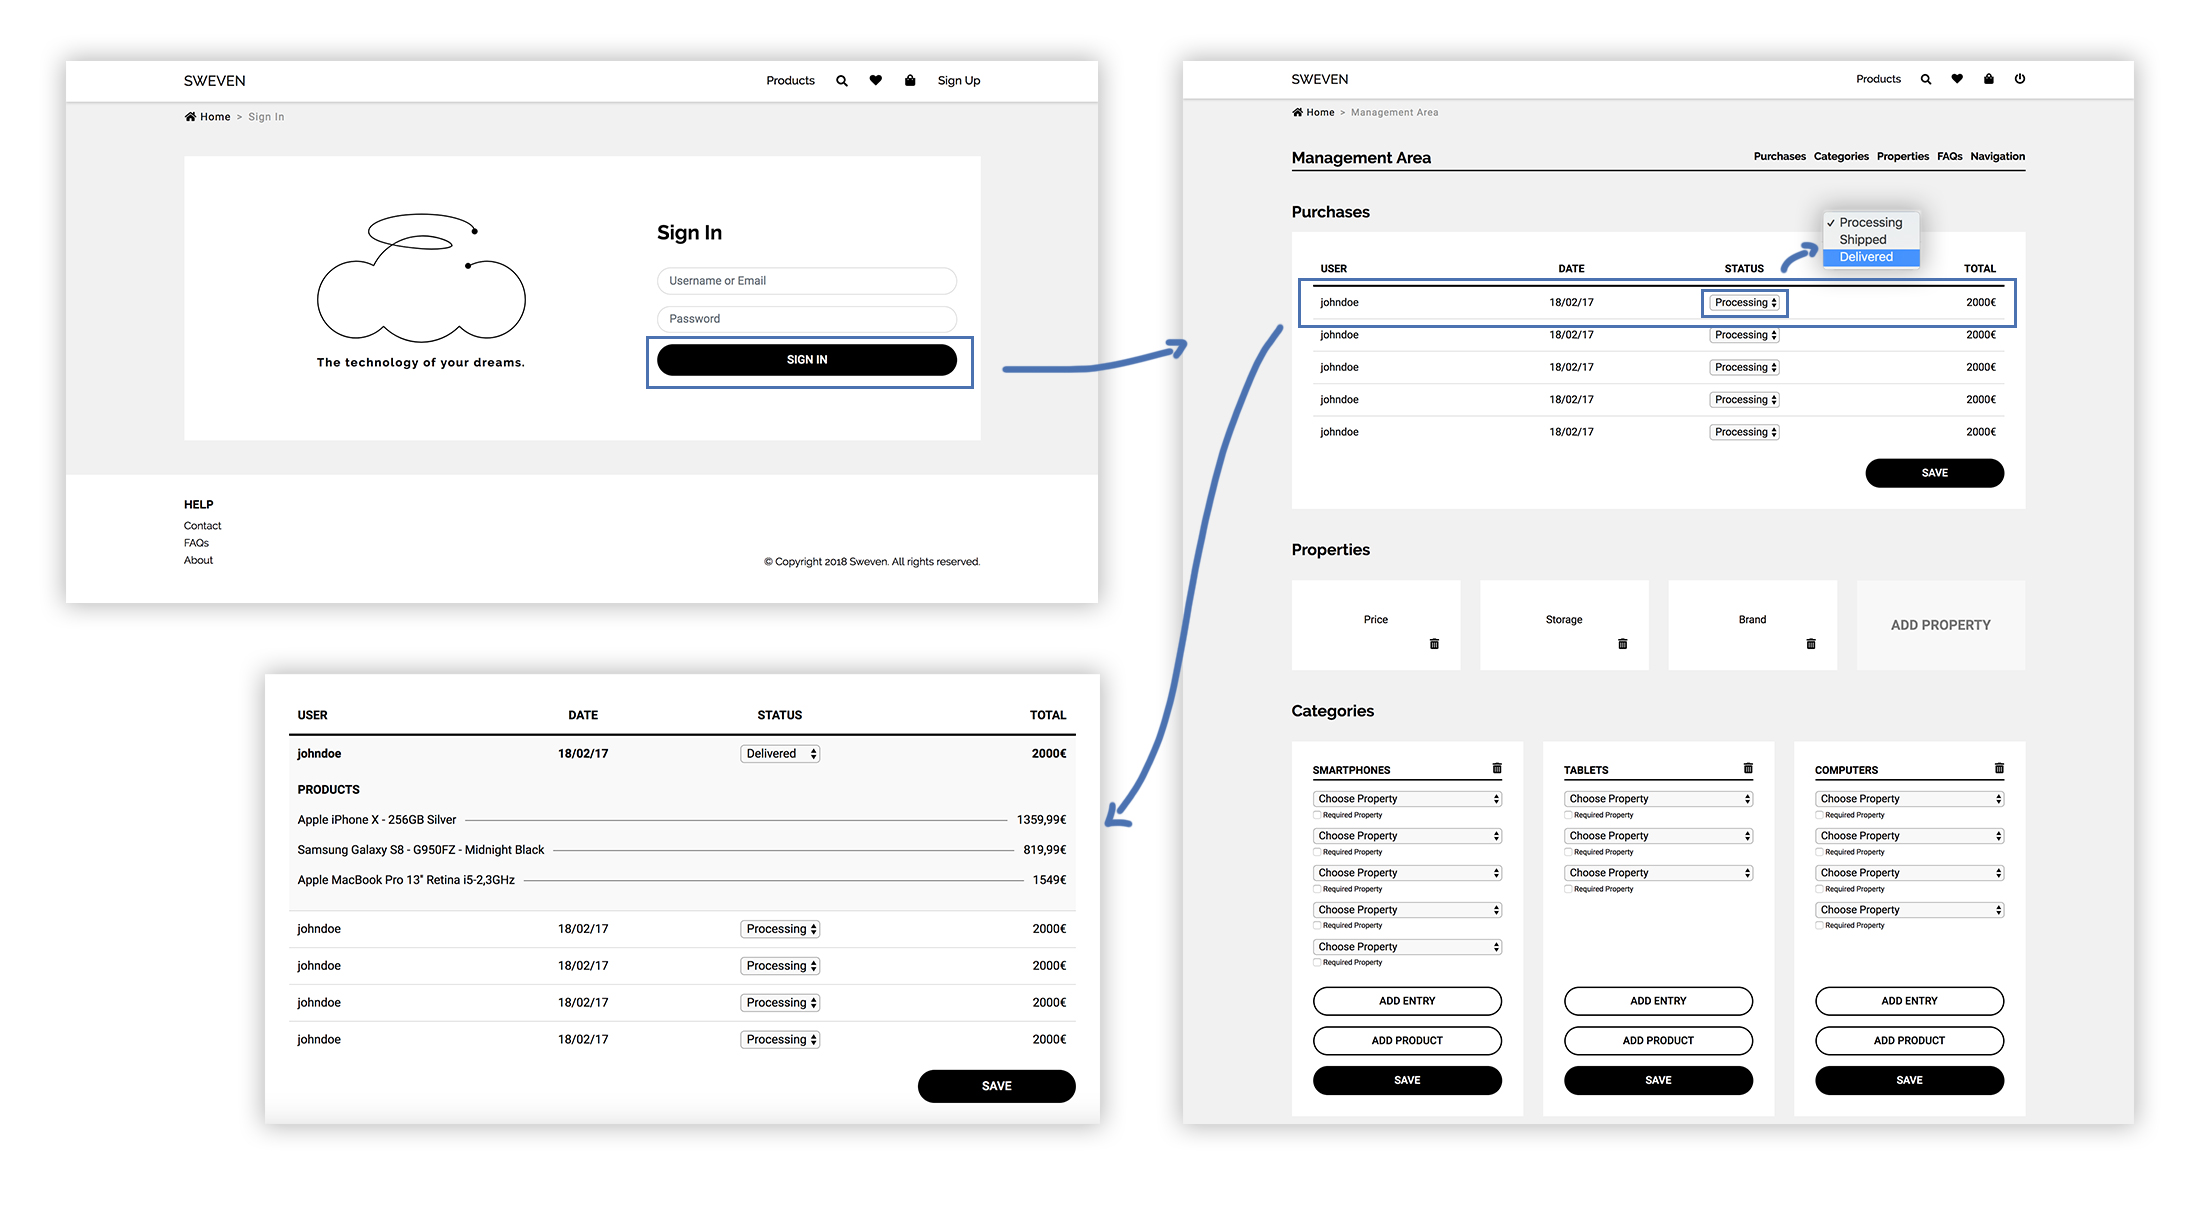 SWEVEN
Products Sign Up
Home > Sign In
Sign In
Username or Email
Password
SIGN IN
The technology of your dreams.
HELP
Contact
FAQs
About
© Copyright 2018 Sweven. All rights reserved.
SWEVEN
Products
Home > Management Area
Management Area
Purchases Categories Properties FAQs Navigation
Purchases
✓ Processing
Shipped
Delivered
USER DATE STATUS TOTAL
johndoe 18/02/17 Processing 2000€
johndoe 18/02/17 Processing 2000€
johndoe 18/02/17 Processing 2000€
johndoe 18/02/17 Processing 2000€
johndoe 18/02/17 Processing 2000€
SAVE
Properties
Price Storage Brand ADD PROPERTY
Categories
SMARTPHONES
Choose Property
Required Property
Choose Property
Required Property
Choose Property
Required Property
Choose Property
Required Property
Choose Property
Required Property
ADD ENTRY
ADD PRODUCT
SAVE
TABLETS
Choose Property
Required Property
Choose Property
Required Property
Choose Property
Required Property
ADD ENTRY
ADD PRODUCT
SAVE
COMPUTERS
Choose Property
Required Property
Choose Property
Required Property
Choose Property
Required Property
Choose Property
Required Property
ADD ENTRY
ADD PRODUCT
SAVE
USER DATE STATUS TOTAL
johndoe 18/02/17 Delivered 2000€
PRODUCTS
Apple iPhone X - 256GB Silver 1359,99€
Samsung Galaxy S8 - G950FZ - Midnight Black 819,99€
Apple MacBook Pro 13" Retina i5-2,3GHz 1549€
johndoe 18/02/17 Processing 2000€
johndoe 18/02/17 Processing 2000€
johndoe 18/02/17 Processing 2000€
johndoe 18/02/17 Processing 2000€
SAVE